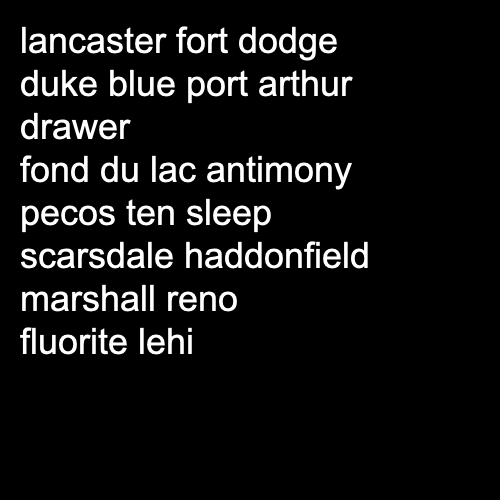 lancaster fort dodge
duke blue port arthur
drawer
fond du lac antimony
pecos ten sleep
scarsdale haddonfield
marshall reno
fluorite lehi